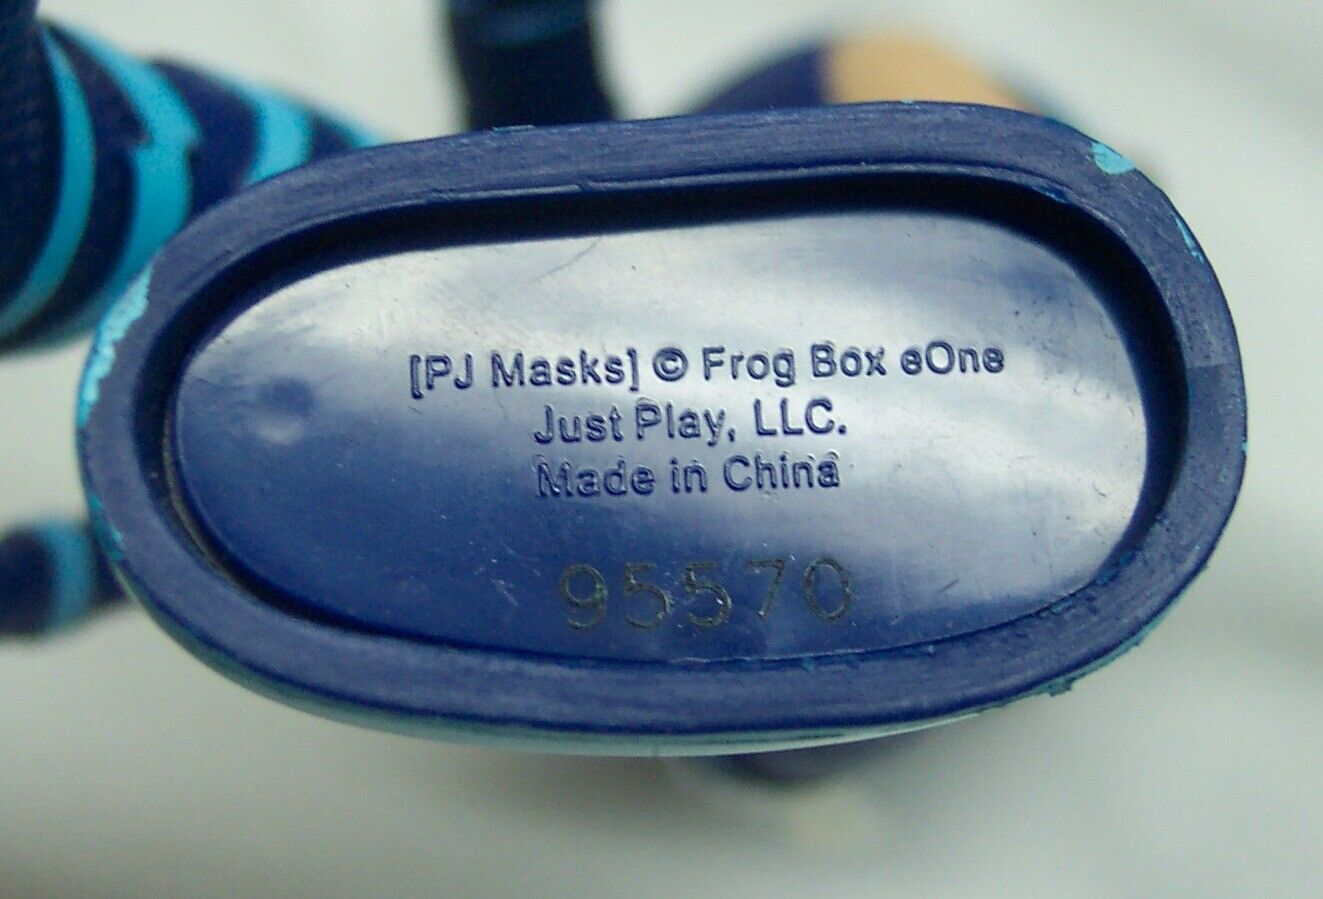 [PJ Masks] © Frog Box eOne
Just Play, LLC.
Made in China
95570